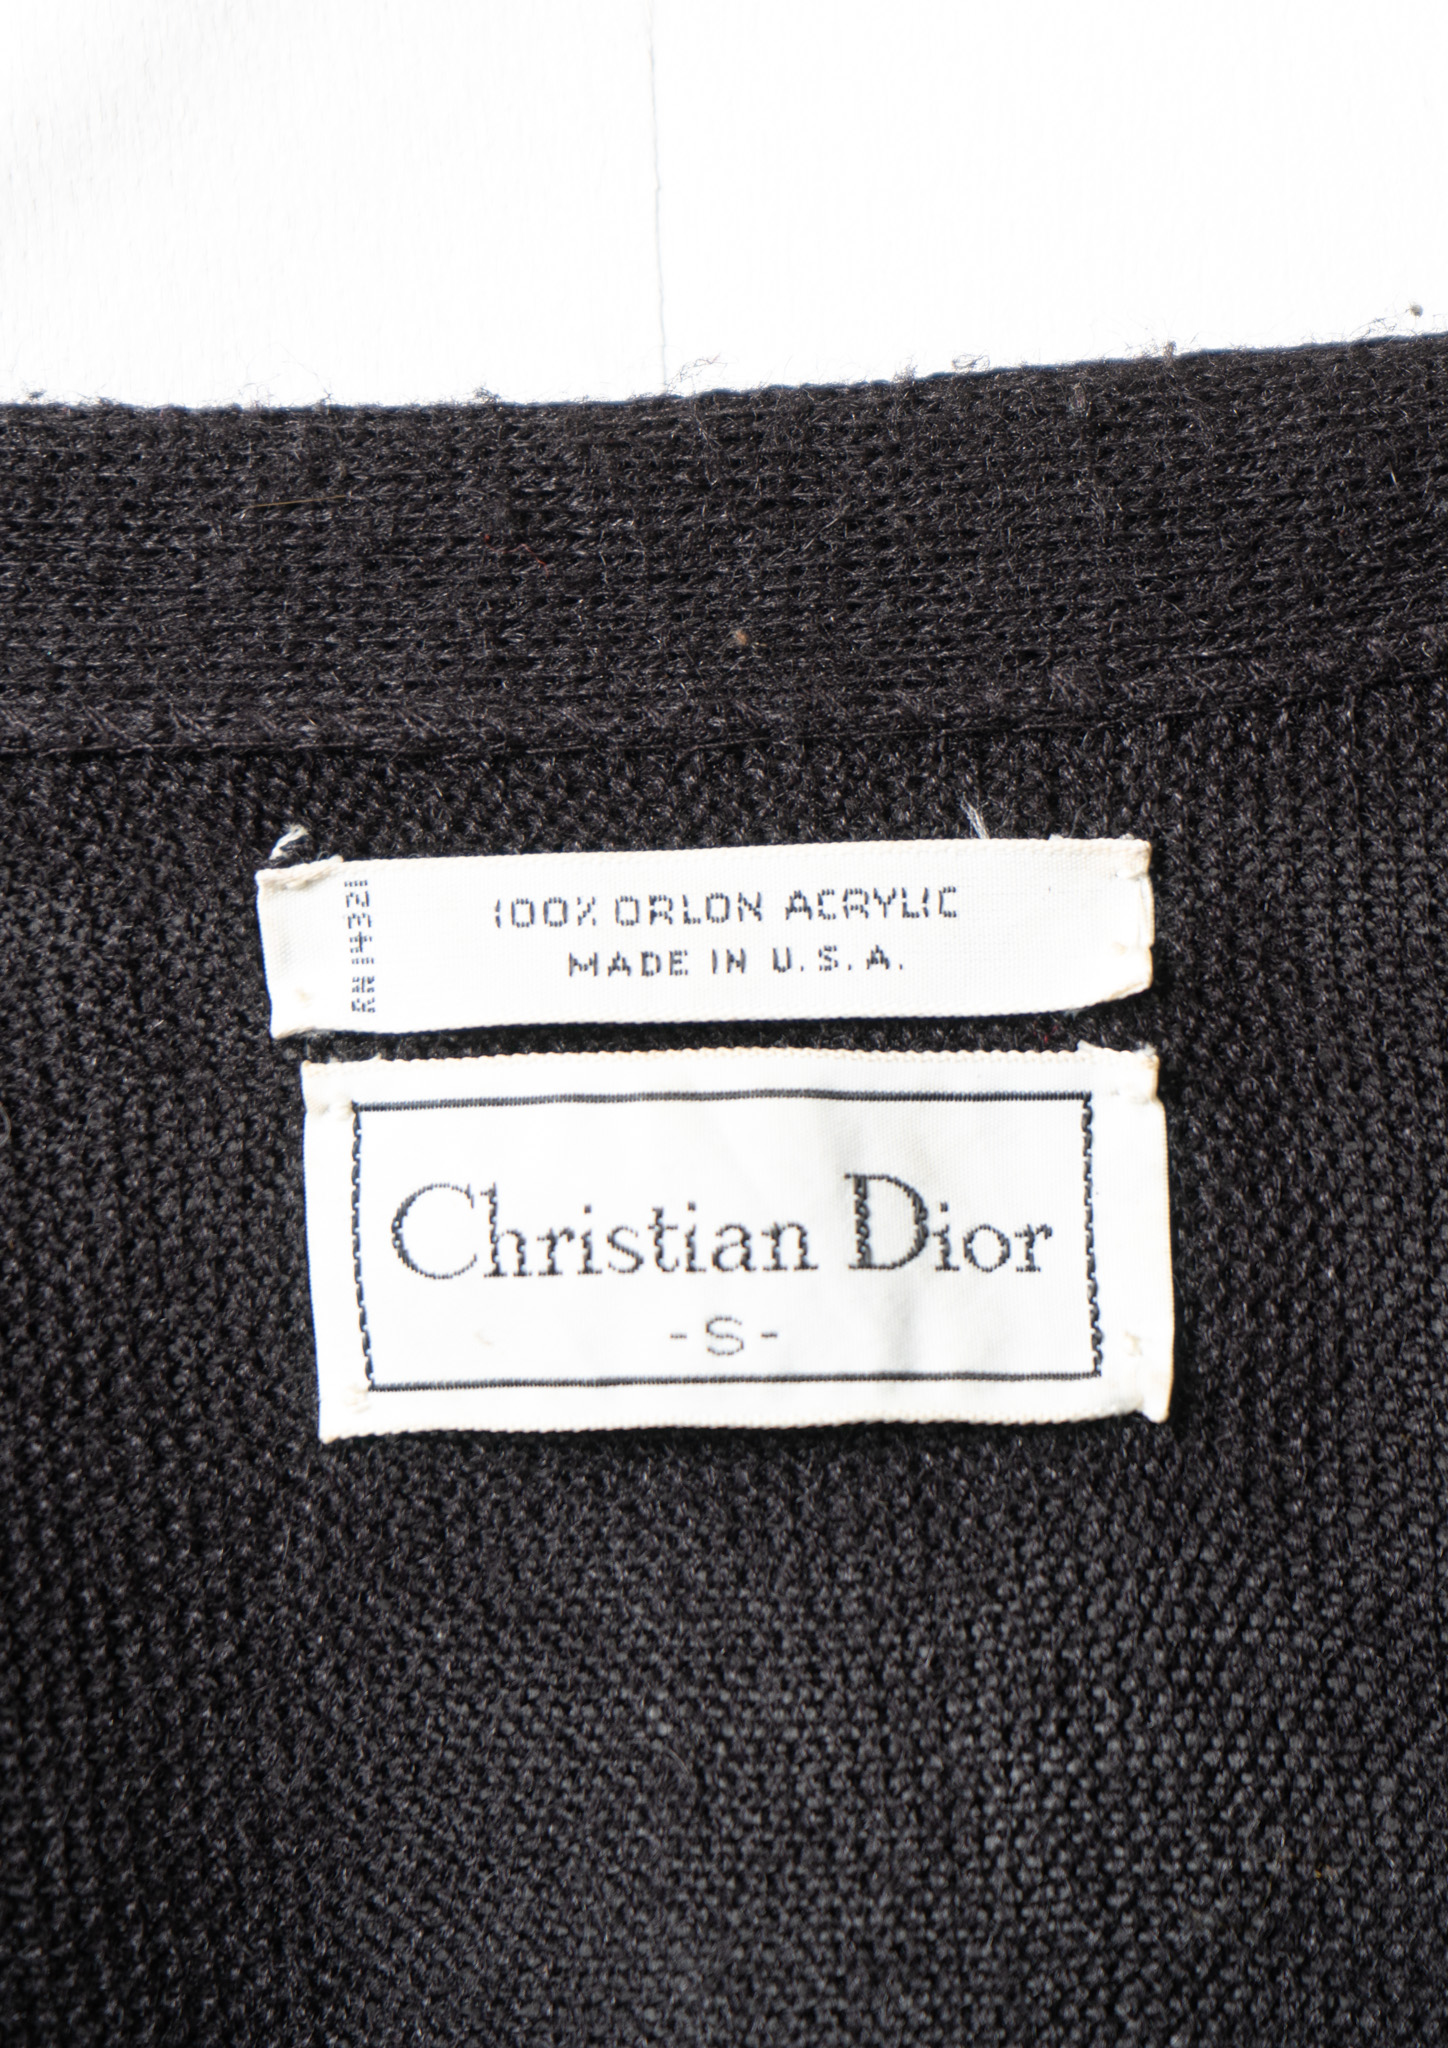 RN 14321
100% ORLON ACRYLIC
MADE IN U.S.A.
Christian Dior
-S-